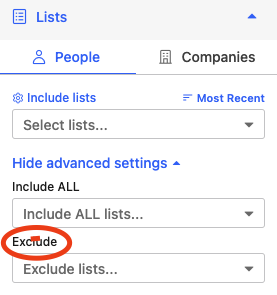 Lists
People
Companies
Include lists
Most Recent
Select lists...
Hide advanced settings
Include ALL
Include ALL lists...
Exclude
Exclude lists...